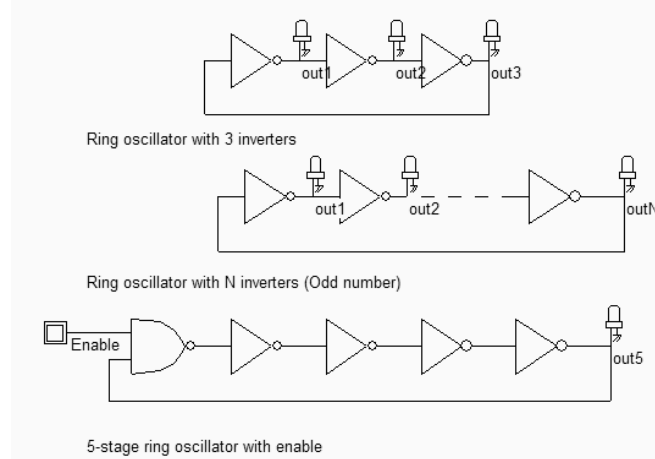 out1 out2 out3
Ring oscillator with 3 inverters
out1 out2 outN
Ring oscillator with N inverters (Odd number)
Enable
out5
5-stage ring oscillator with enable